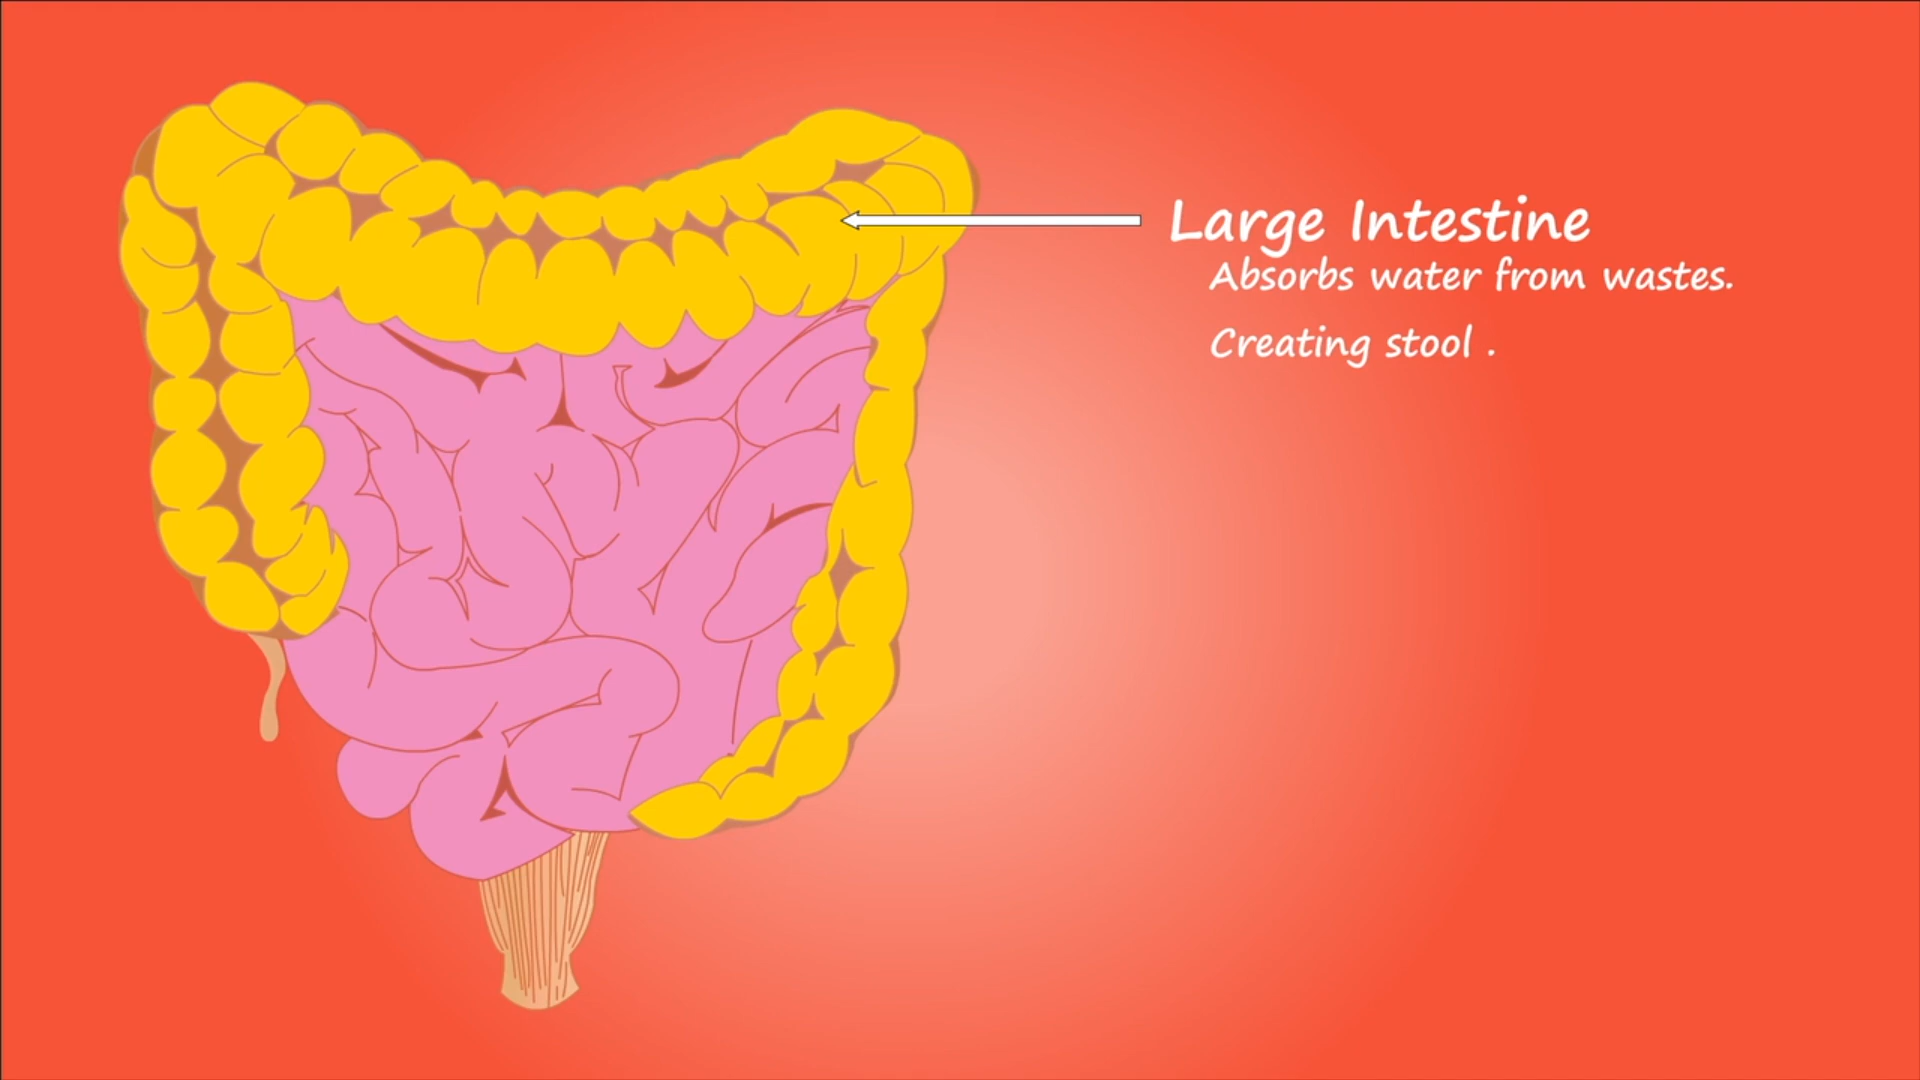 Large Intestine
Absorbs water from wastes.
Creating stool .